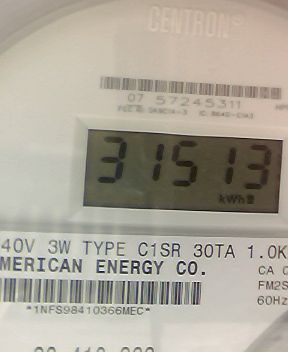 CENTRON®
07 57245311
31513
kWh
40V 3W TYPE C1SR 30TA 1.0K
MERICAN ENERGY CO.
CA 0
FM2S
60Hz
*1NFS98410366MEC*